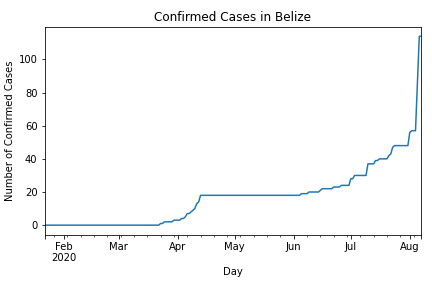 Confirmed Cases in Belize
Number of Confirmed Cases
100
80
60
40
20
0
Feb Mar Apr May Jun Jul Aug
2020
Day